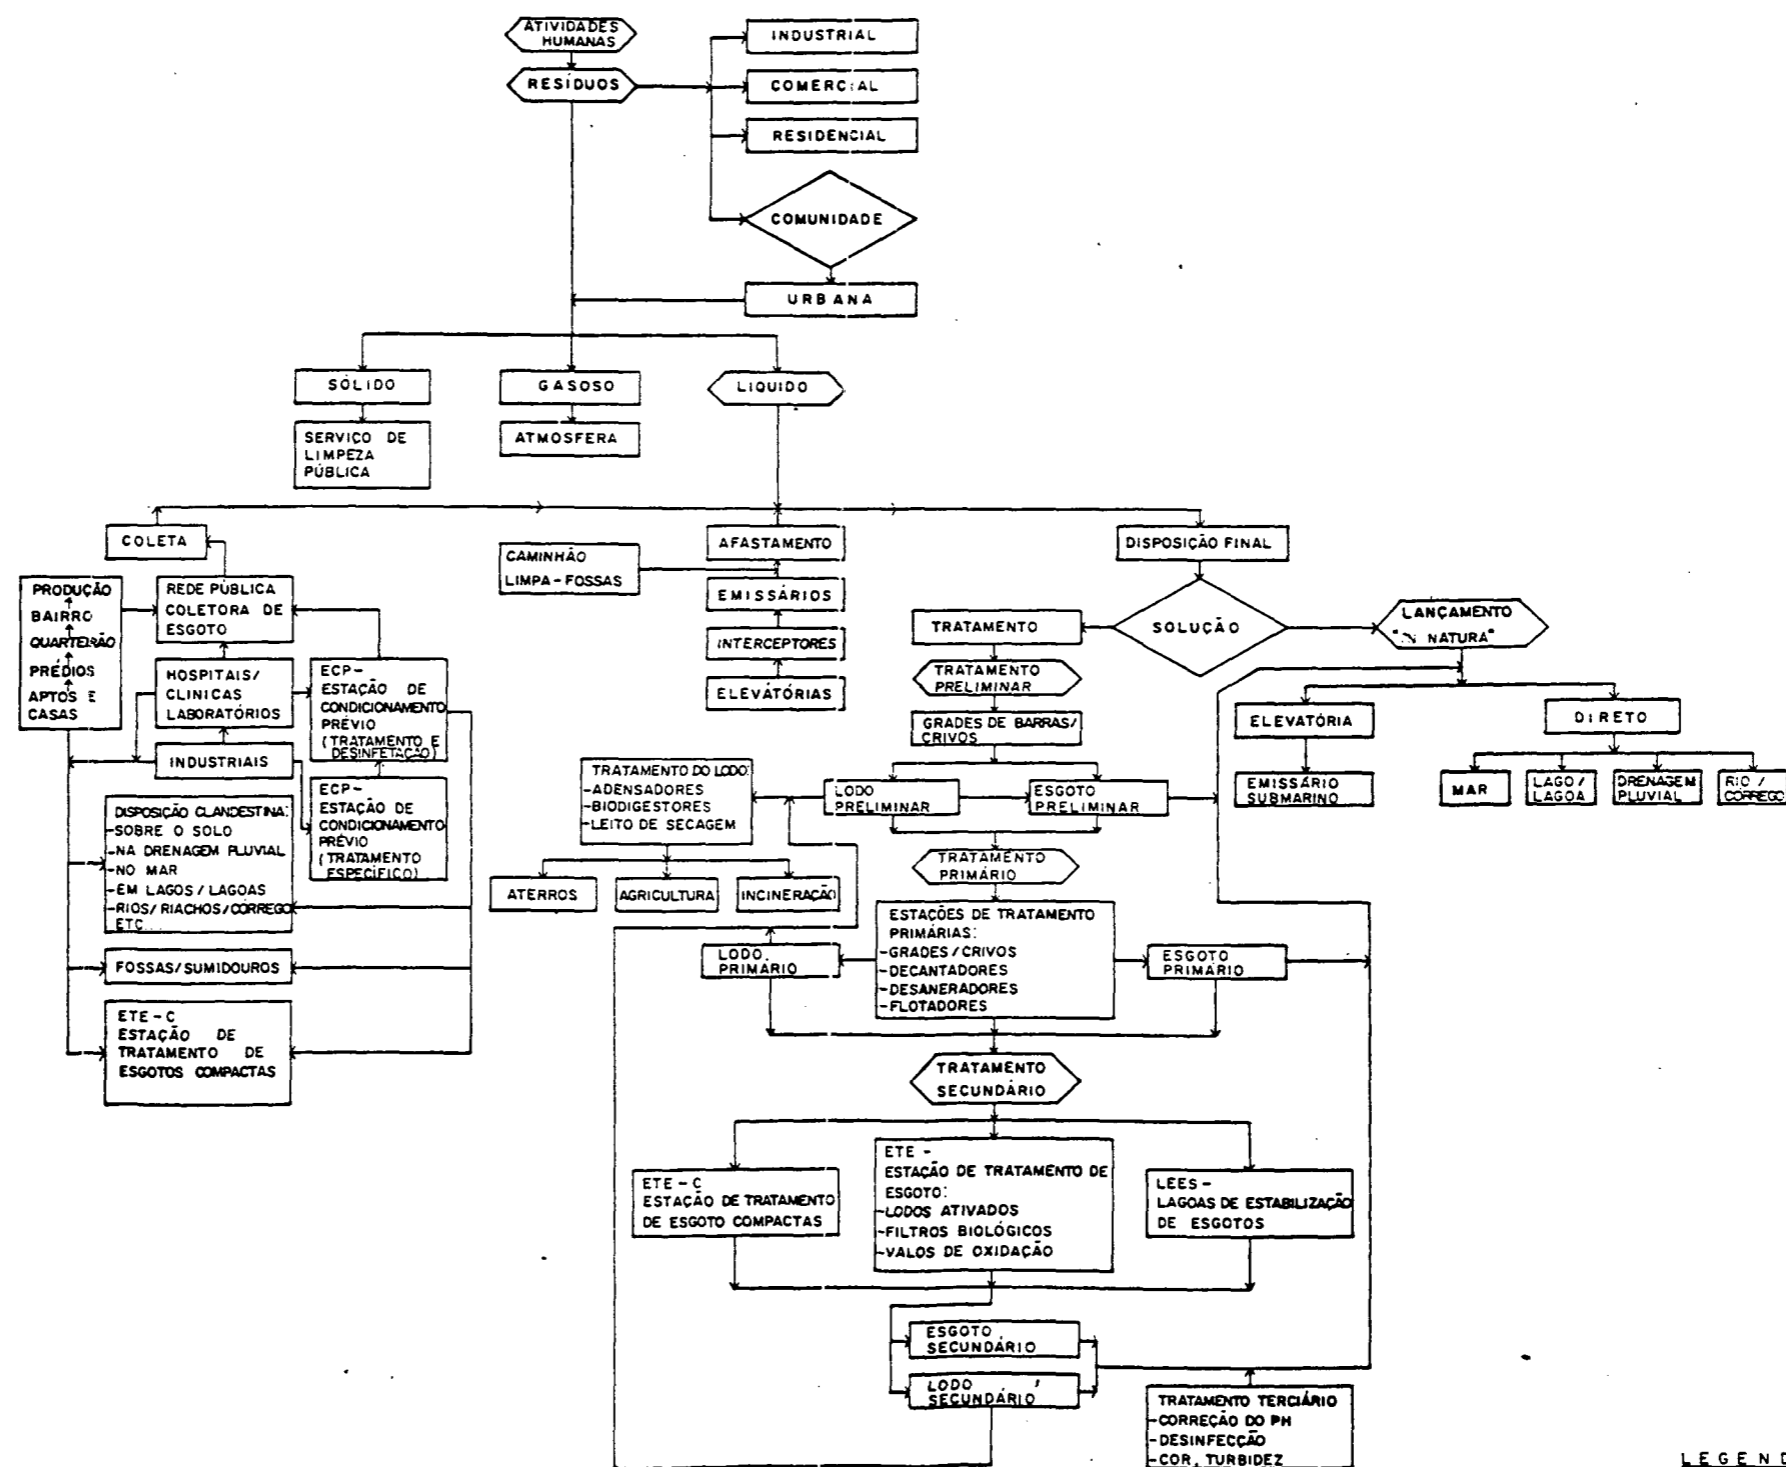 ATIVIDADES
HUMANAS
RESÍDUOS
INDUSTRIAL
COMERCIAL
RESIDENCIAL
COMUNIDADE
URBANA
SÓLIDO
GASOSO
LÍQUIDO
SERVIÇO DE
LIMPEZA
PÚBLICA
ATMOSFERA
COLETA
AFASTAMENTO
DISPOSIÇÃO FINAL
CAMINHÃO
LIMPA-FOSSAS
EMISSÁRIOS
INTERCEPTORES
ELEVATÓRIAS
PRODUÇÃO
BAIRRO
QUARTEIRÃO
PRÉDIOS
APTOS E
CASAS
REDE PÚBLICA
COLETORA DE
ESGOTO
HOSPITAIS/
CLINICAS
LABORATÓRIOS
INDUSTRIAIS
ECP-
ESTAÇÃO DE
CONDICIONAMENTO
PRÉVIO
(TRATAMENTO E
DESINFETAÇÃO)
ECP-
ESTAÇÃO DE
CONDICIONAMENTO
PRÉVIO
(TRATAMENTO
ESPECÍFICO)
DISPOSIÇÃO CLANDESTINA:
-SOBRE O SOLO
-NA DRENAGEM PLUVIAL
-NO MAR
-EM LAGOS/LAGOAS
-RIOS/RIACHOS/CÓRREGO
ETC...
FOSSAS/SUMIDOUROS
ETE-C
ESTAÇÃO DE
TRATAMENTO DE
ESGOTOS COMPACTAS
SOLUÇÃO
TRATAMENTO
LANÇAMENTO
"IN NATURA"
TRATAMENTO
PRELIMINAR
GRADES DE BARRAS/
CRIVOS
ELEVATÓRIA
DIRETO
EMISSÁRIO
SUBMARINO
MAR
LAGO/
LAGOA
DRENAGEM
PLUVIAL
RIO/
CÓRREGO
TRATAMENTO DO LODO:
-ADENSADORES
-BIODIGESTORES
-LEITO DE SECAGEM
LODO
PRELIMINAR
ESGOTO
PRELIMINAR
ATERROS
AGRICULTURA
INCINERAÇÃO
TRATAMENTO
PRIMÁRIO
ESTAÇÕES DE TRATAMENTO
PRIMÁRIAS:
-GRADES/CRIVOS
-DECANTADORES
-DESANERADORES
-FLOTADORES
LODO
PRIMÁRIO
ESGOTO
PRIMÁRIO
TRATAMENTO
SECUNDÁRIO
ETE-C
ESTAÇÃO DE TRATAMENTO
DE ESGOTO COMPACTAS
ETE -
ESTAÇÃO DE TRATAMENTO DE
ESGOTO:
-LODOS ATIVADOS
-FILTROS BIOLÓGICOS
-VALOS DE OXIDAÇÃO
LEES-
LAGOAS DE ESTABILIZAÇÃO
DE ESGOTOS
ESGOTO
SECUNDÁRIO
LODO
SECUNDÁRIO
TRATAMENTO TERCIÁRIO
-CORREÇÃO DO PH
-DESINFECÇÃO
-COR, TURBIDEZ